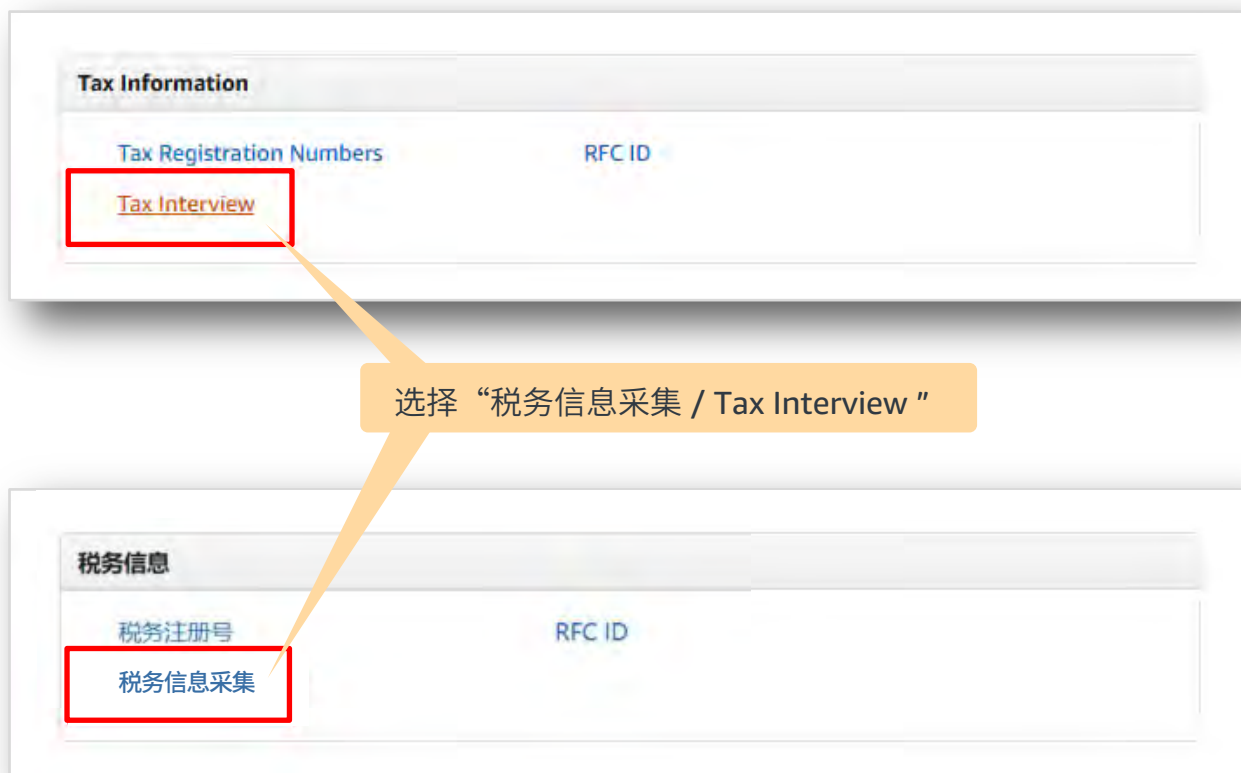 Tax Information
Tax Registration Numbers RFC ID
Tax Interview
选择“税务信息采集 / Tax Interview ”
税务信息
税务注册号 RFC ID
税务信息采集